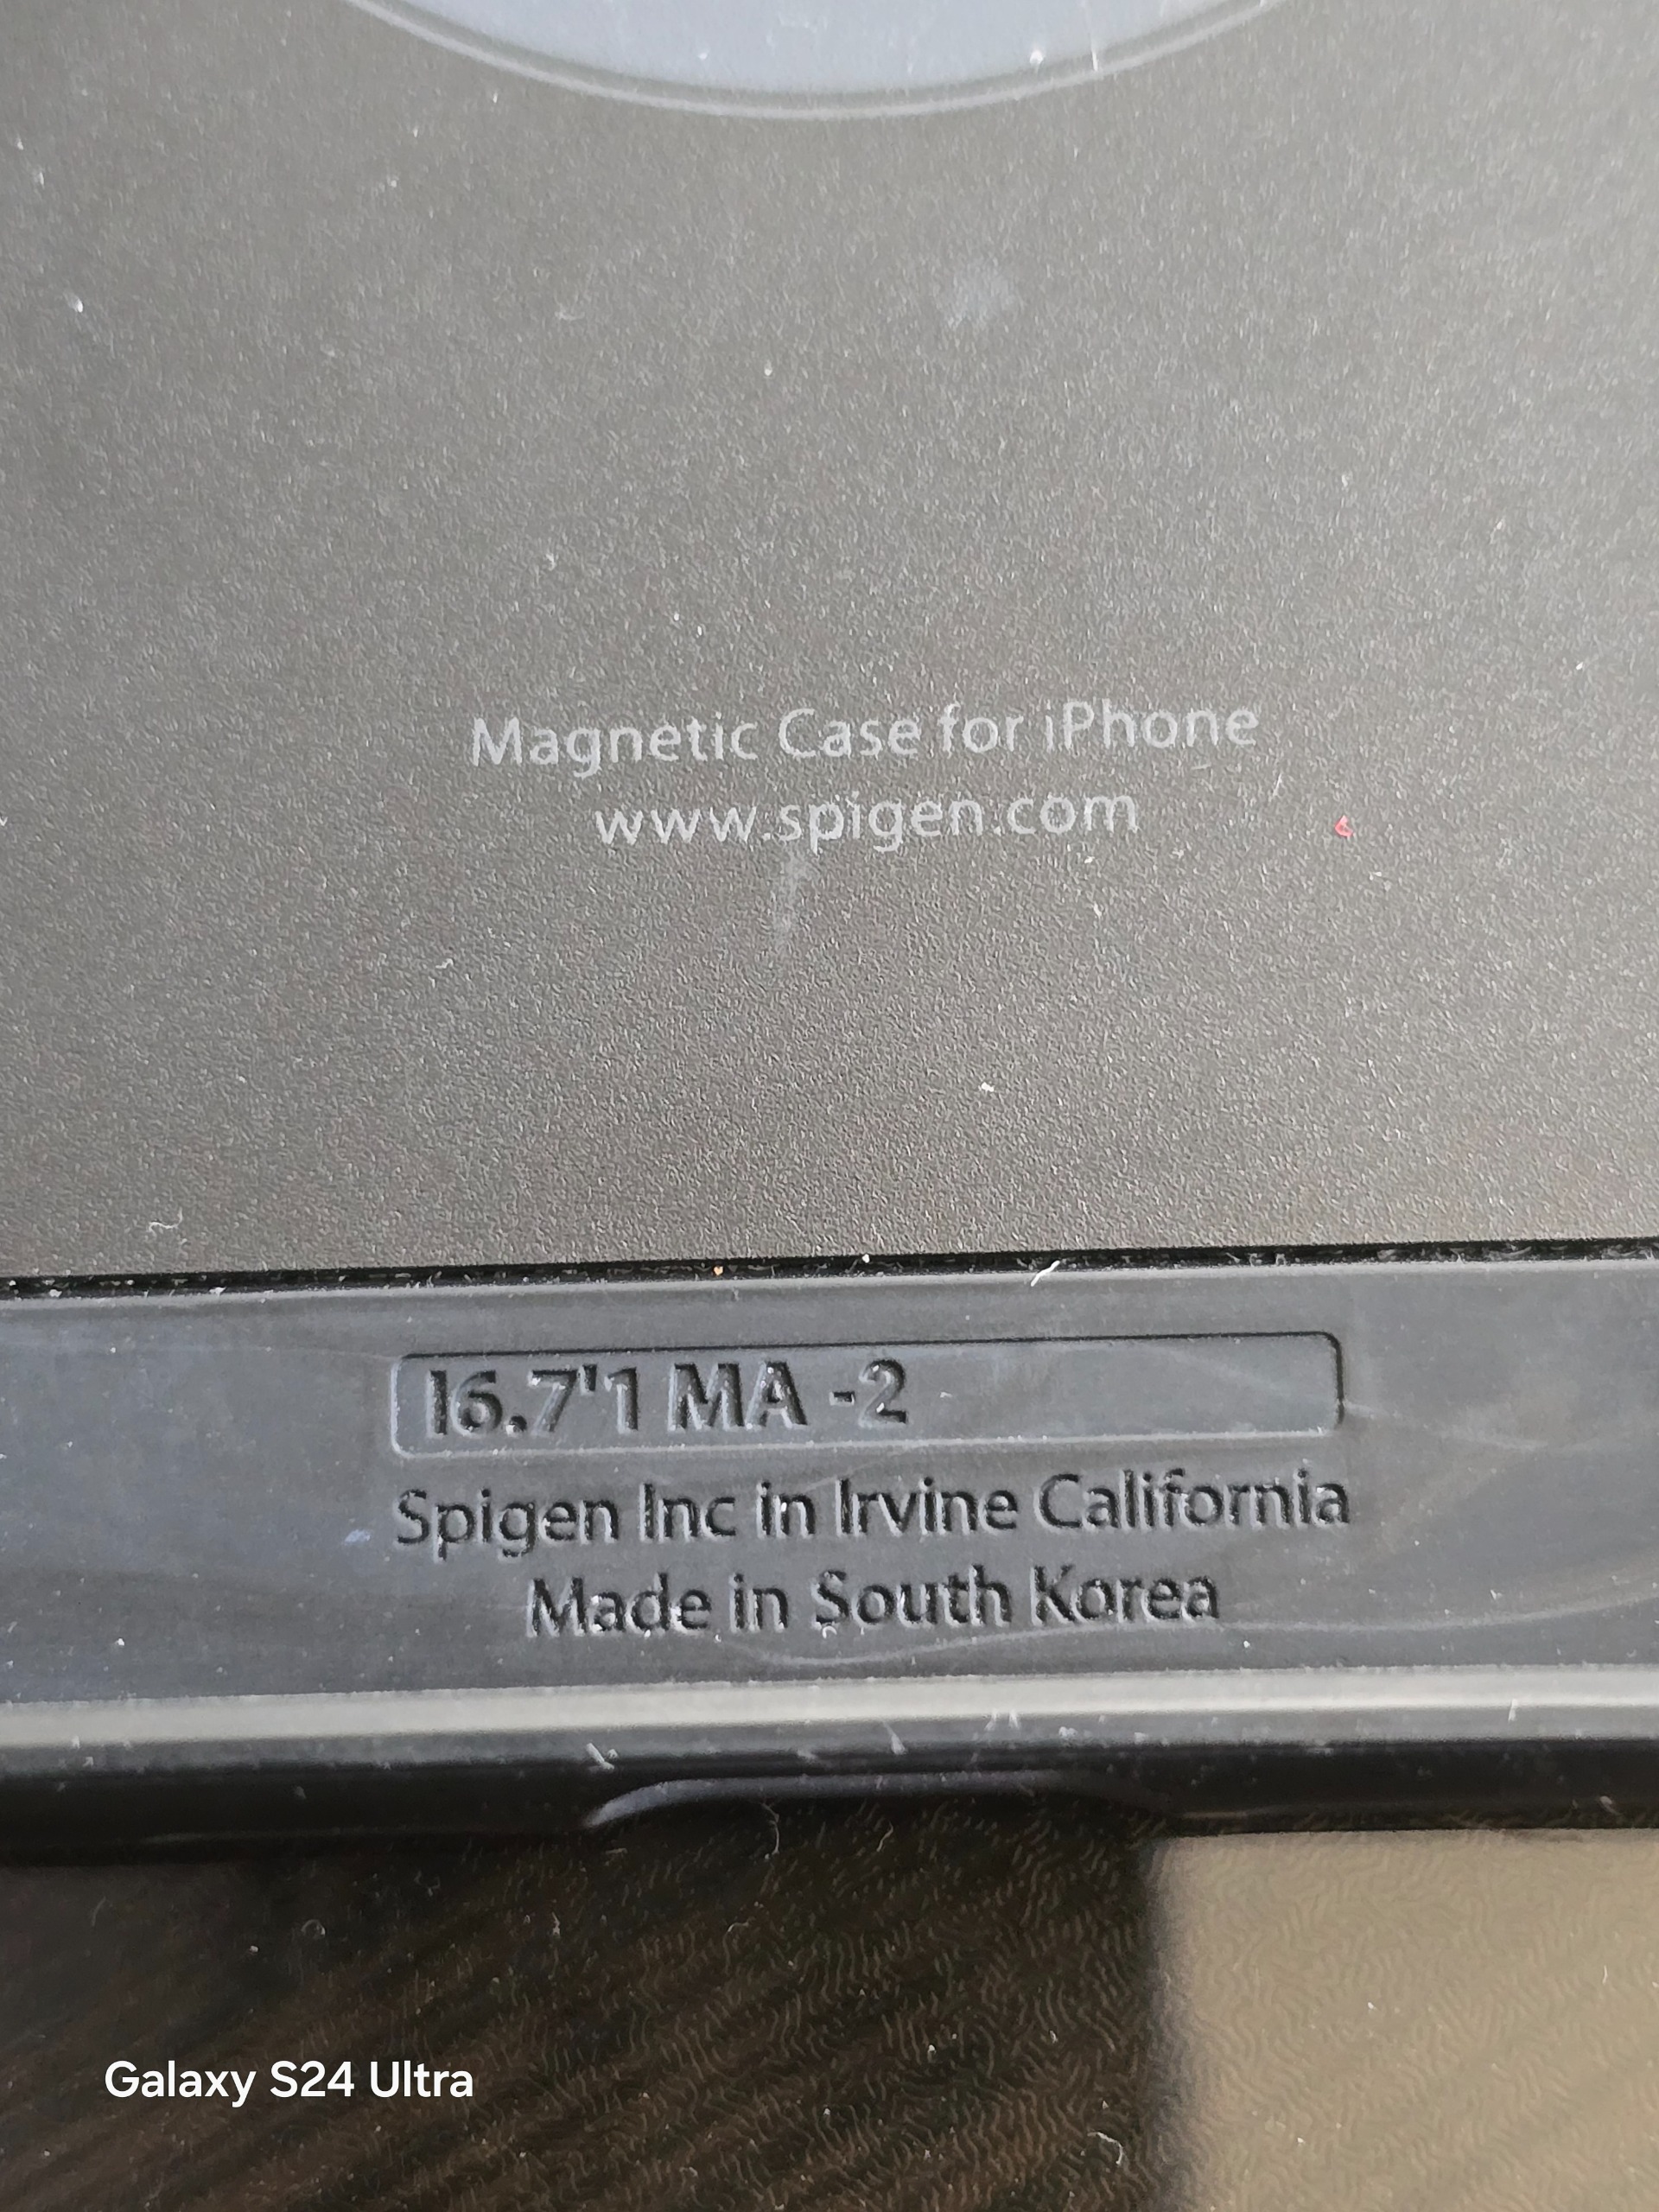 Magnetic Case for iPhone
www.spigen.com
I6.7'1 MA -2
Spigen Inc in Irvine California
Made in South Korea
Galaxy S24 Ultra